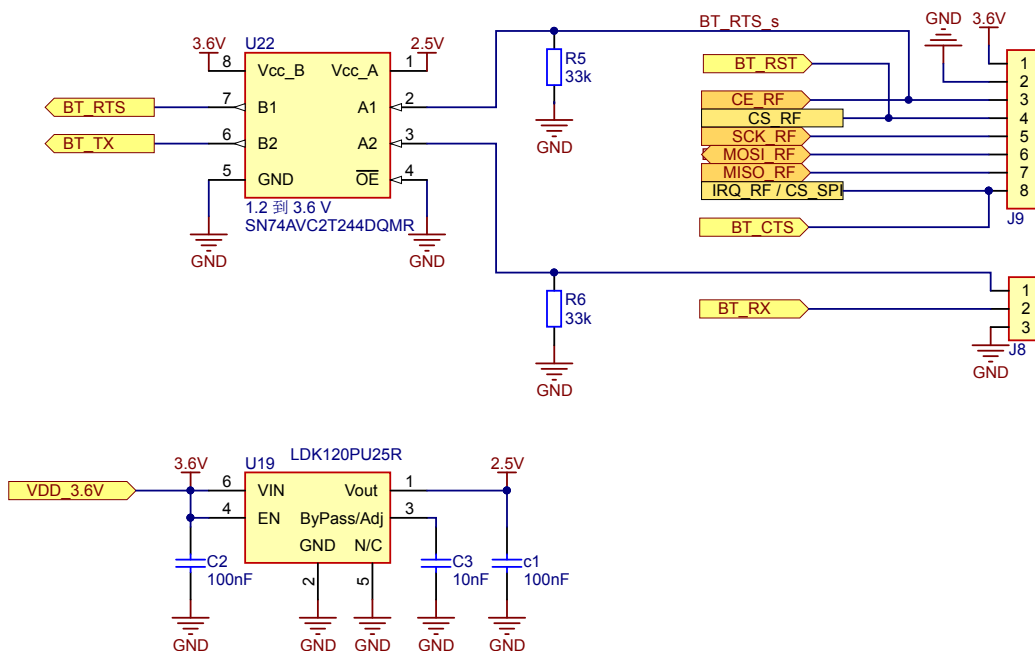 U22
3.6V
2.5V
8
Vcc_B
Vcc_A
1
BT_RTS
7
B1
A1
2
BT_TX
6
B2
A2
3
5
GND
OE
4
1.2 到 3.6 V
SN74AVC2T244DQMR
GND
GND
R5
33k
GND
BT_RTS_s
GND
3.6V
BT_RST
CE_RF
CS_RF
SCK_RF
MOSI_RF
MISO_RF
IRQ_RF / CS_SPI
BT_CTS
1
2
3
4
5
6
7
8
J9
R6
33k
GND
BT_RX
1
2
3
J8
GND
LDK120PU25R
U19
3.6V
2.5V
VDD_3.6V
6
VIN
Vout
1
4
EN
ByPass/Adj
3
GND
N/C
2
5
C2
100nF
C3
10nF
c1
100nF
GND
GND
GND
GND
GND